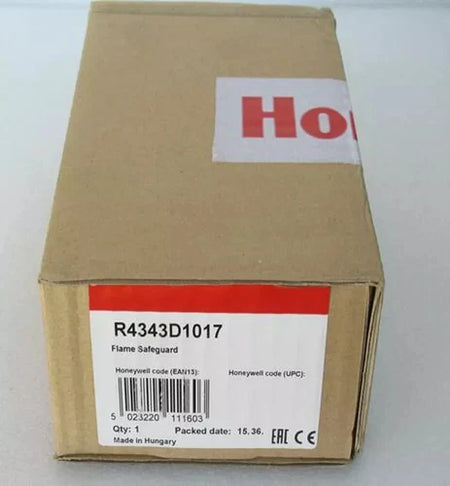 Ho
R4343D1017
Flame Safeguard
Honeywell code (EAN13): Honeywell code (UPC):
5 023220 111603
Qty: 1 Packed date: 15.36.
Made in Hungary
EAC CE